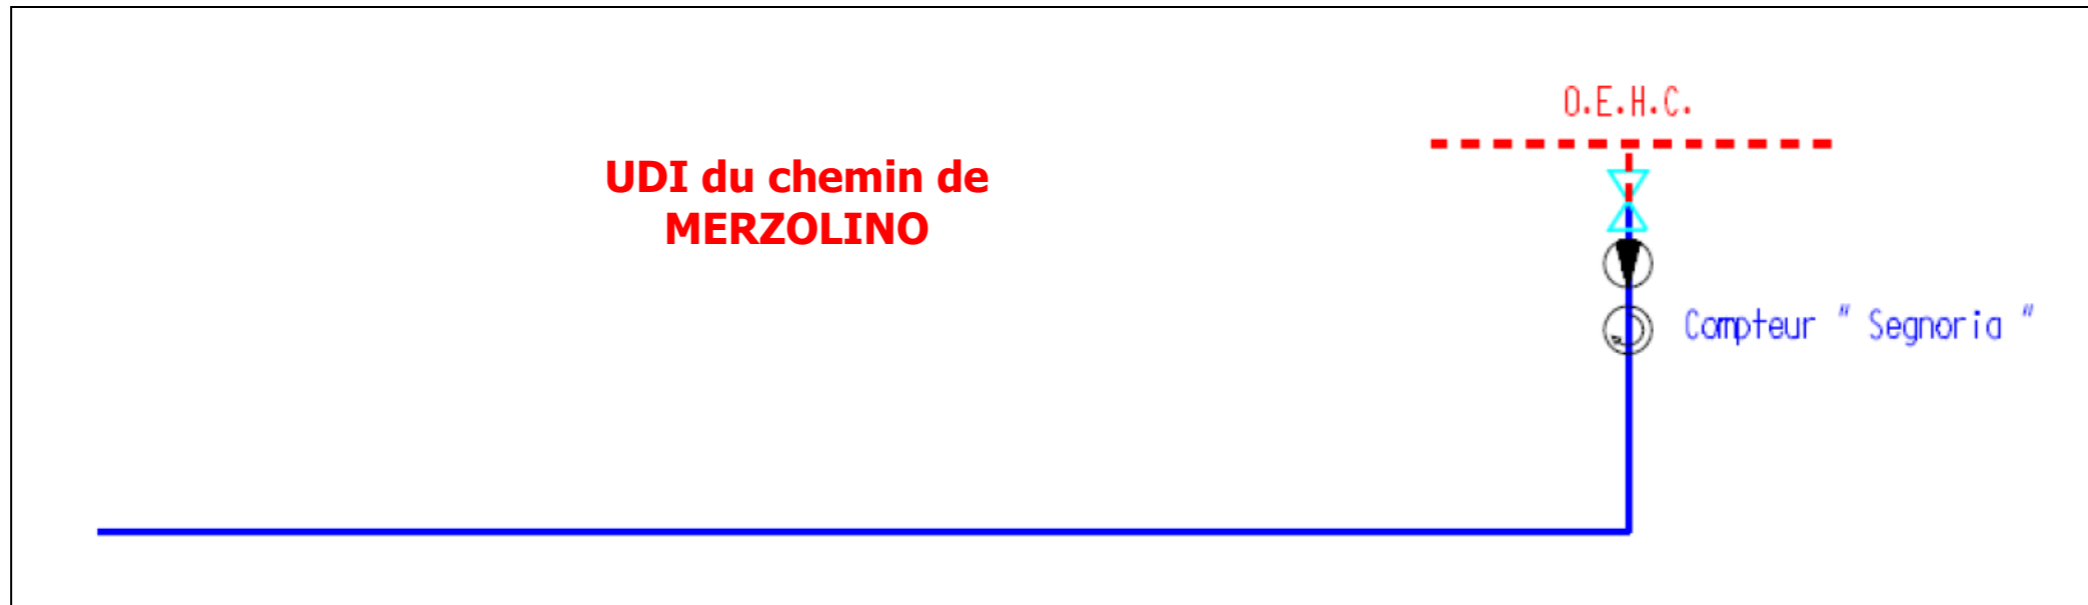 O.E.H.C.
UDI du chemin de
MERZOLINO
Compteur " Segnoria "